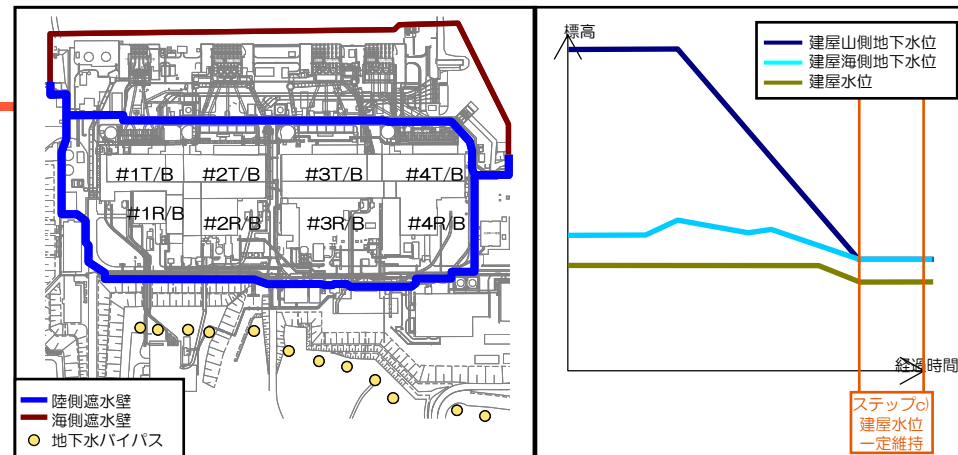 #1T/B
#2T/B
#3T/B
#4T/B
#1R/B
#2R/B
#3R/B
#4R/B
陸側遮水壁
海側遮水壁
地下水バイパス
標高
建屋山側地下水位
建屋海側地下水位
建屋水位
経過時間
ステップc)
建屋水位
一定維持